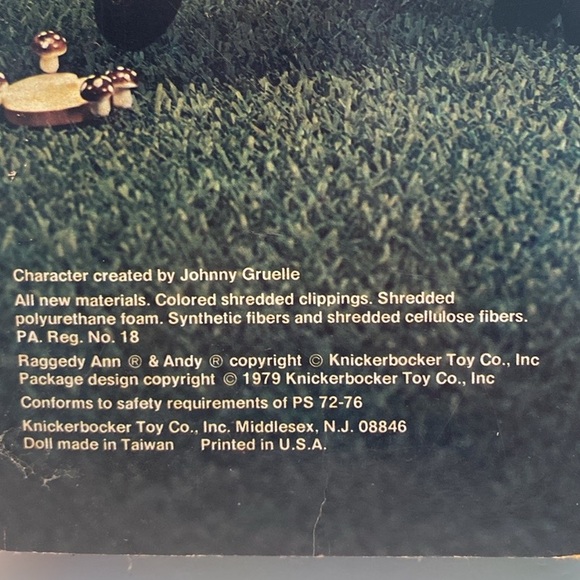 Character created by Johnny Gruelle
All new materials. Colored shredded clippings. Shredded
polyurethane foam. Synthetic fibers and shredded cellulose fibers.
PA. Reg. No. 18
Raggedy Ann ® & Andy ® copyright © Knickerbocker Toy Co., Inc
Package design copyright © 1979 Knickerbocker Toy Co., Inc
Conforms to safety requirements of PS 72-76
Knickerbocker Toy Co., Inc. Middlesex, N.J. 08846
Doll made in Taiwan Printed in U.S.A.